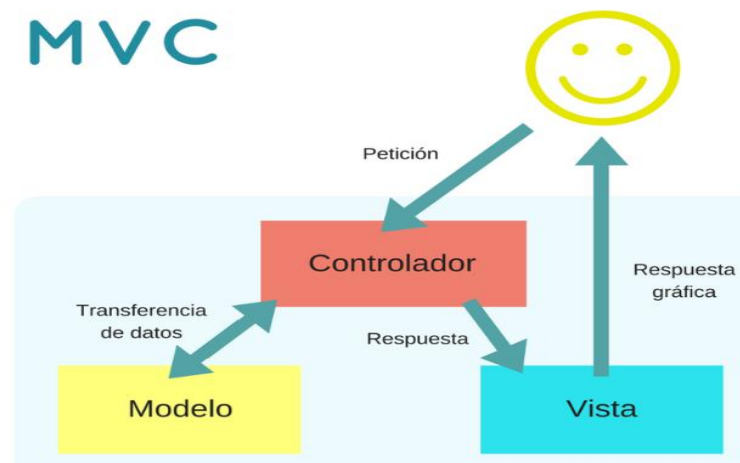 MVC
Petición
Controlador
Respuesta
gráfica
Transferencia
de datos
Respuesta
Modelo
Vista